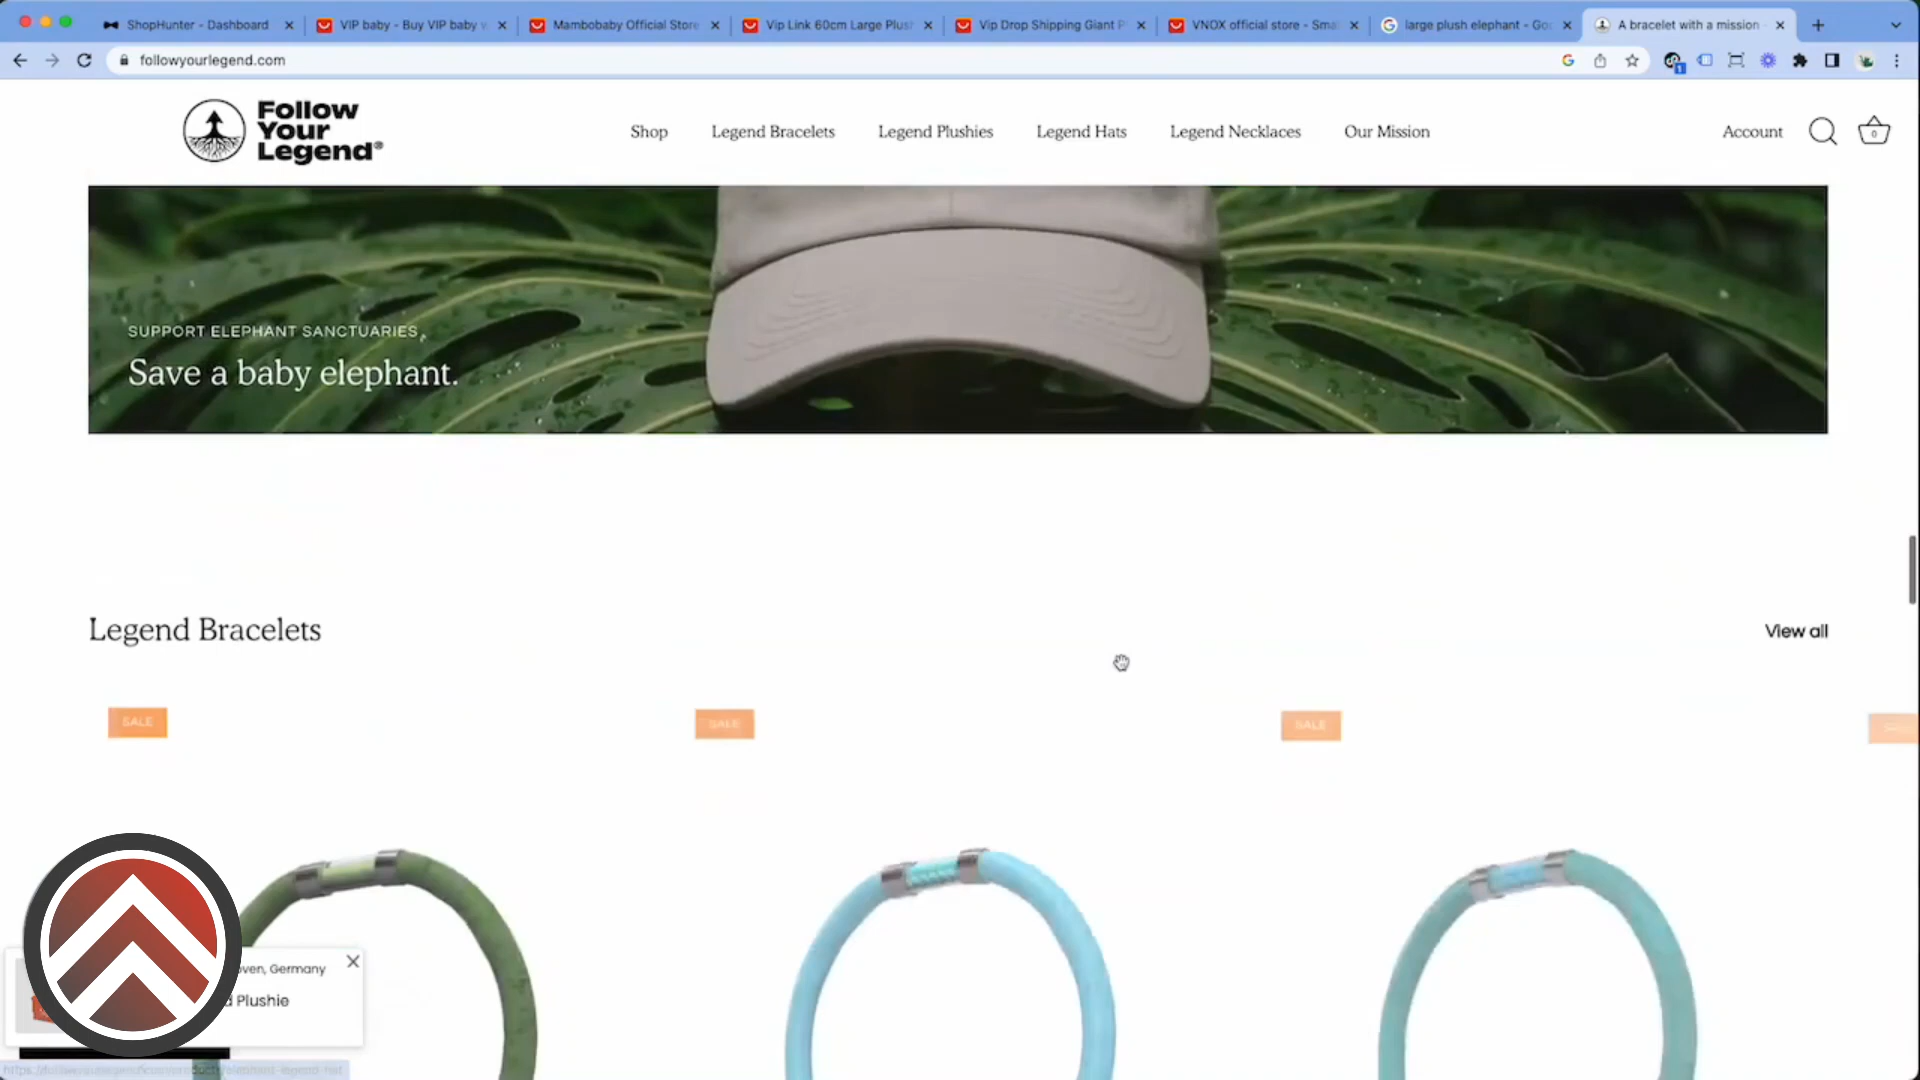 ShopHunter - Dashboard
VIP baby - Buy VIP baby
Mambobaby Official Store
Vip Link 60cm Large Plus
Vip Drop Shipping Giant P
VNOX official store - Sma
large plush elephant - Goo
A bracelet with a mission
followyourlegend.com
Follow
Your
Legend®
Shop
Legend Bracelets
Legend Plushies
Legend Hats
Legend Necklaces
Our Mission
Account
0
SUPPORT ELEPHANT SANCTUARIES
Save a baby elephant.
Legend Bracelets
View all
SALE
SALE
SALE
oven, Germany
d Plushie